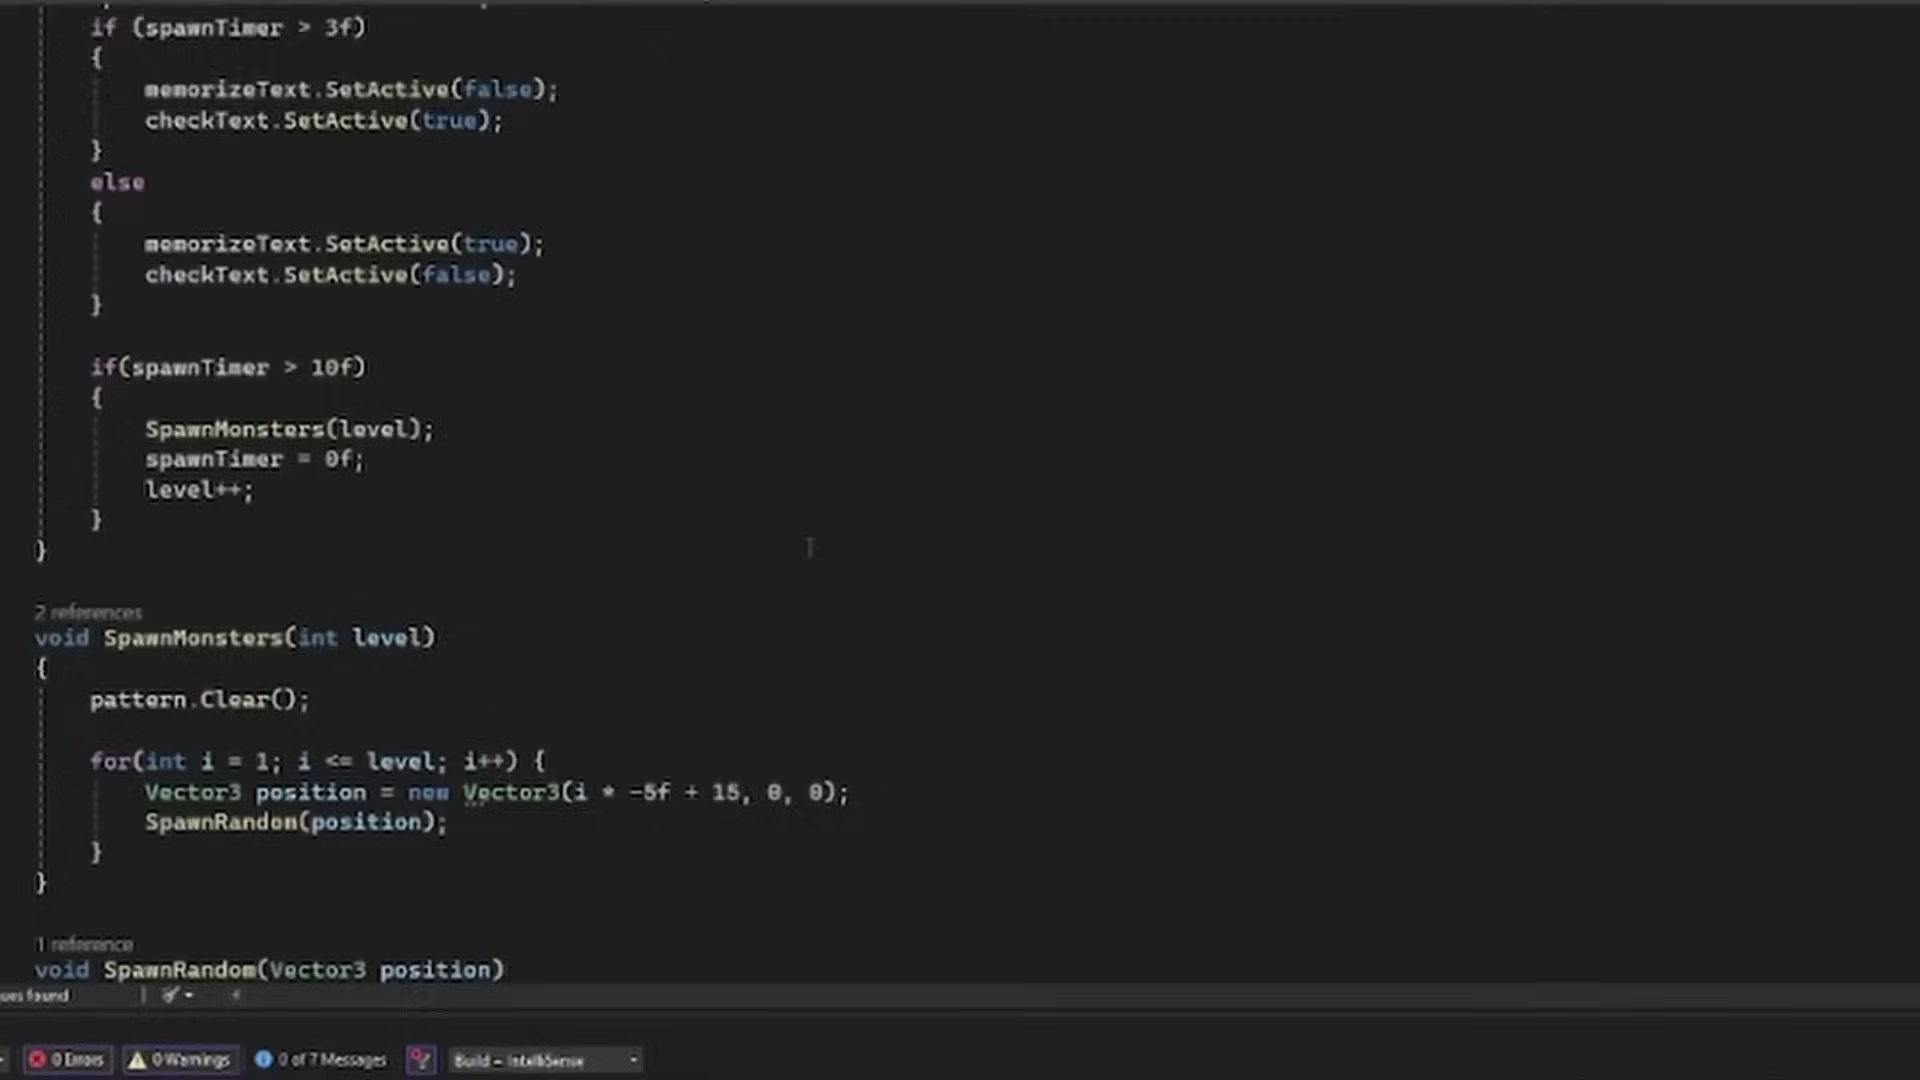 if (spawnTimer > 3f)
{
memorizeText.SetActive(false);
checkText.SetActive(true);
}
else
{
memorizeText.SetActive(true);
checkText.SetActive(false);
}
if(spawnTimer > 10f)
{
SpawnMonsters(level);
spawnTimer = 0f;
level++;
}
}
2 references
void SpawnMonsters(int level)
{
pattern.Clear();
for(int i = 1; i <= level; i++) {
Vector3 position = new Vector3(i * -5f + 15, 0, 0);
SpawnRandom(position);
}
}
1 reference
void SpawnRandom(Vector3 position)
ues found
0 Errors 0 Warnings 0 of 7 Messages Build - IntelliSense